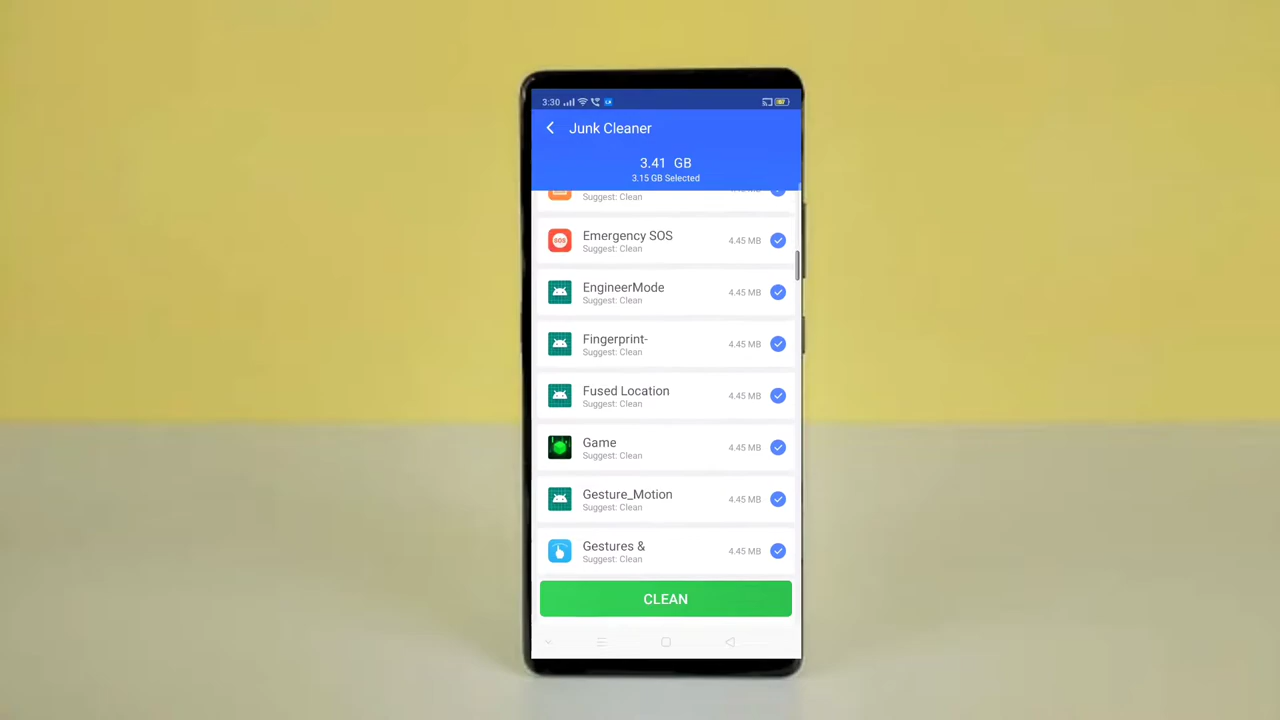 3:30
Junk Cleaner
3.41 GB
3.15 GB Selected
Suggest: Clean
Emergency SOS
Suggest: Clean
4.45 MB
EngineerMode
Suggest: Clean
4.45 MB
Fingerprint-
Suggest: Clean
4.45 MB
Fused Location
Suggest: Clean
4.45 MB
Game
Suggest: Clean
4.45 MB
Gesture_Motion
Suggest: Clean
4.45 MB
Gestures &
Suggest: Clean
4.45 MB
CLEAN